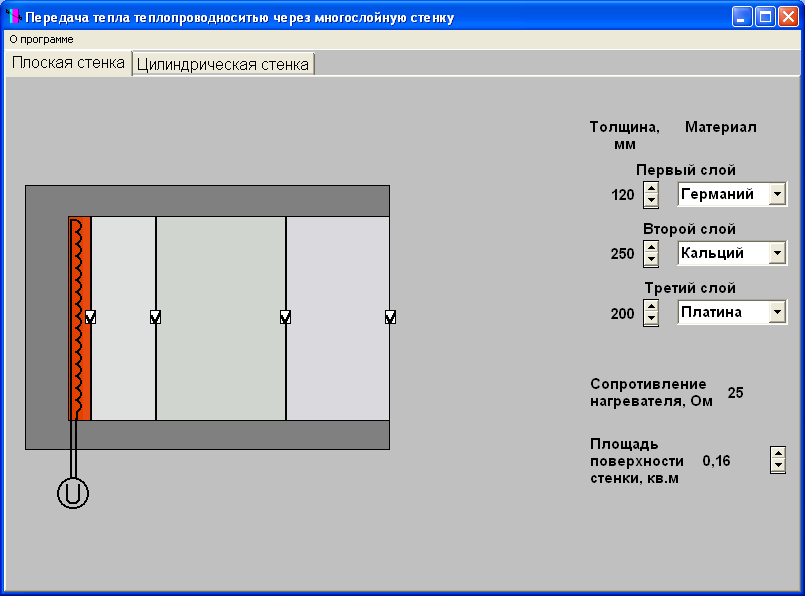 Передача тепла теплопроводноситью через многослойную стенку
О программе
Плоская стенка Цилиндрическая стенка
Толщина, Материал
мм
Первый слой
120 Германий
Второй слой
250 Кальций
Третий слой
200 Платина
Сопротивление
нагревателя, Ом 25
Площадь
поверхности 0,16
стенки, кв.м
U